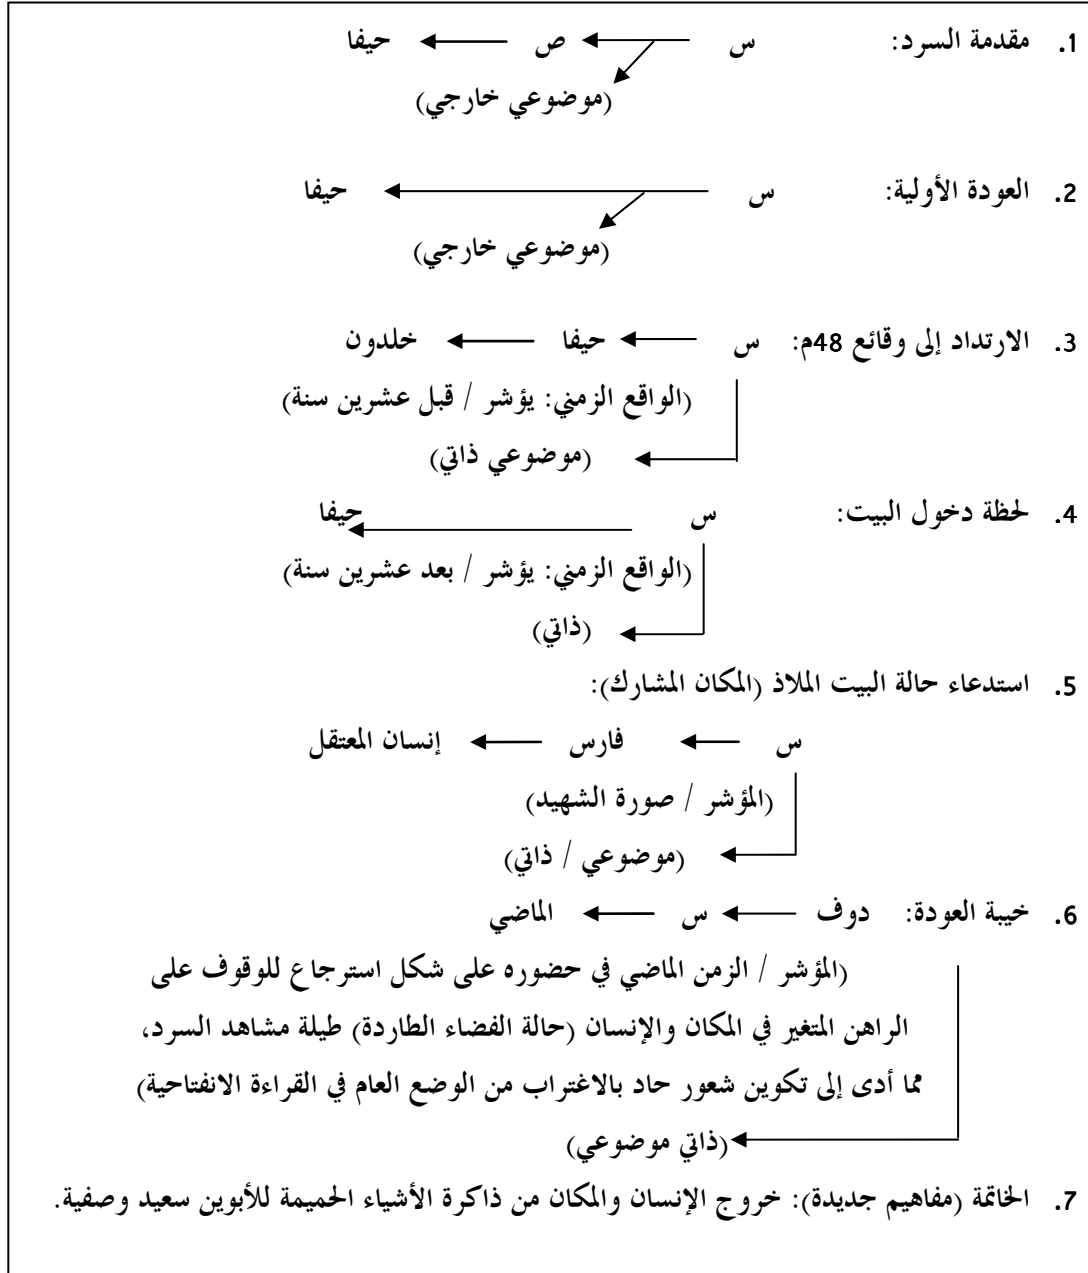 1. مقدمة السرد: س ص حيفا
(موضوعي خارجي)
2. العودة الأولية: س حيفا
(موضوعي خارجي)
3. الارتداد إلى وقائع 48م: س حيفا خلدون
(الواقع الزمني: يؤشر / قبل عشرين سنة)
(موضوعي ذاتي)
4. لحظة دخول البيت: س حيفا
(الواقع الزمني: يؤشر / بعد عشرين سنة)
(ذاتي)
5. استدعاء حالة البيت الملاذ (المكان المشارك):
س فارس إنسان المعتقل
(المؤشر / صورة الشهيد)
(موضوعي / ذاتي)
6. خيبة العودة: دوف س الماضي
(المؤشر / الزمن الماضي في حضوره على شكل استرجاع للوقوف على
الراهن المتغير في المكان والإنسان (حالة الفضاء الطاردة) طيلة مشاهد السرد،
مما أدى إلى تكوين شعور حاد بالاغتراب من الوضع العام في القراءة الانفتاحية)
(ذاتي موضوعي)
7. الخاتمة (مفاهيم جديدة): خروج الإنسان والمكان من ذاكرة الأشياء الحميمة للأبوين سعيد وصفية.